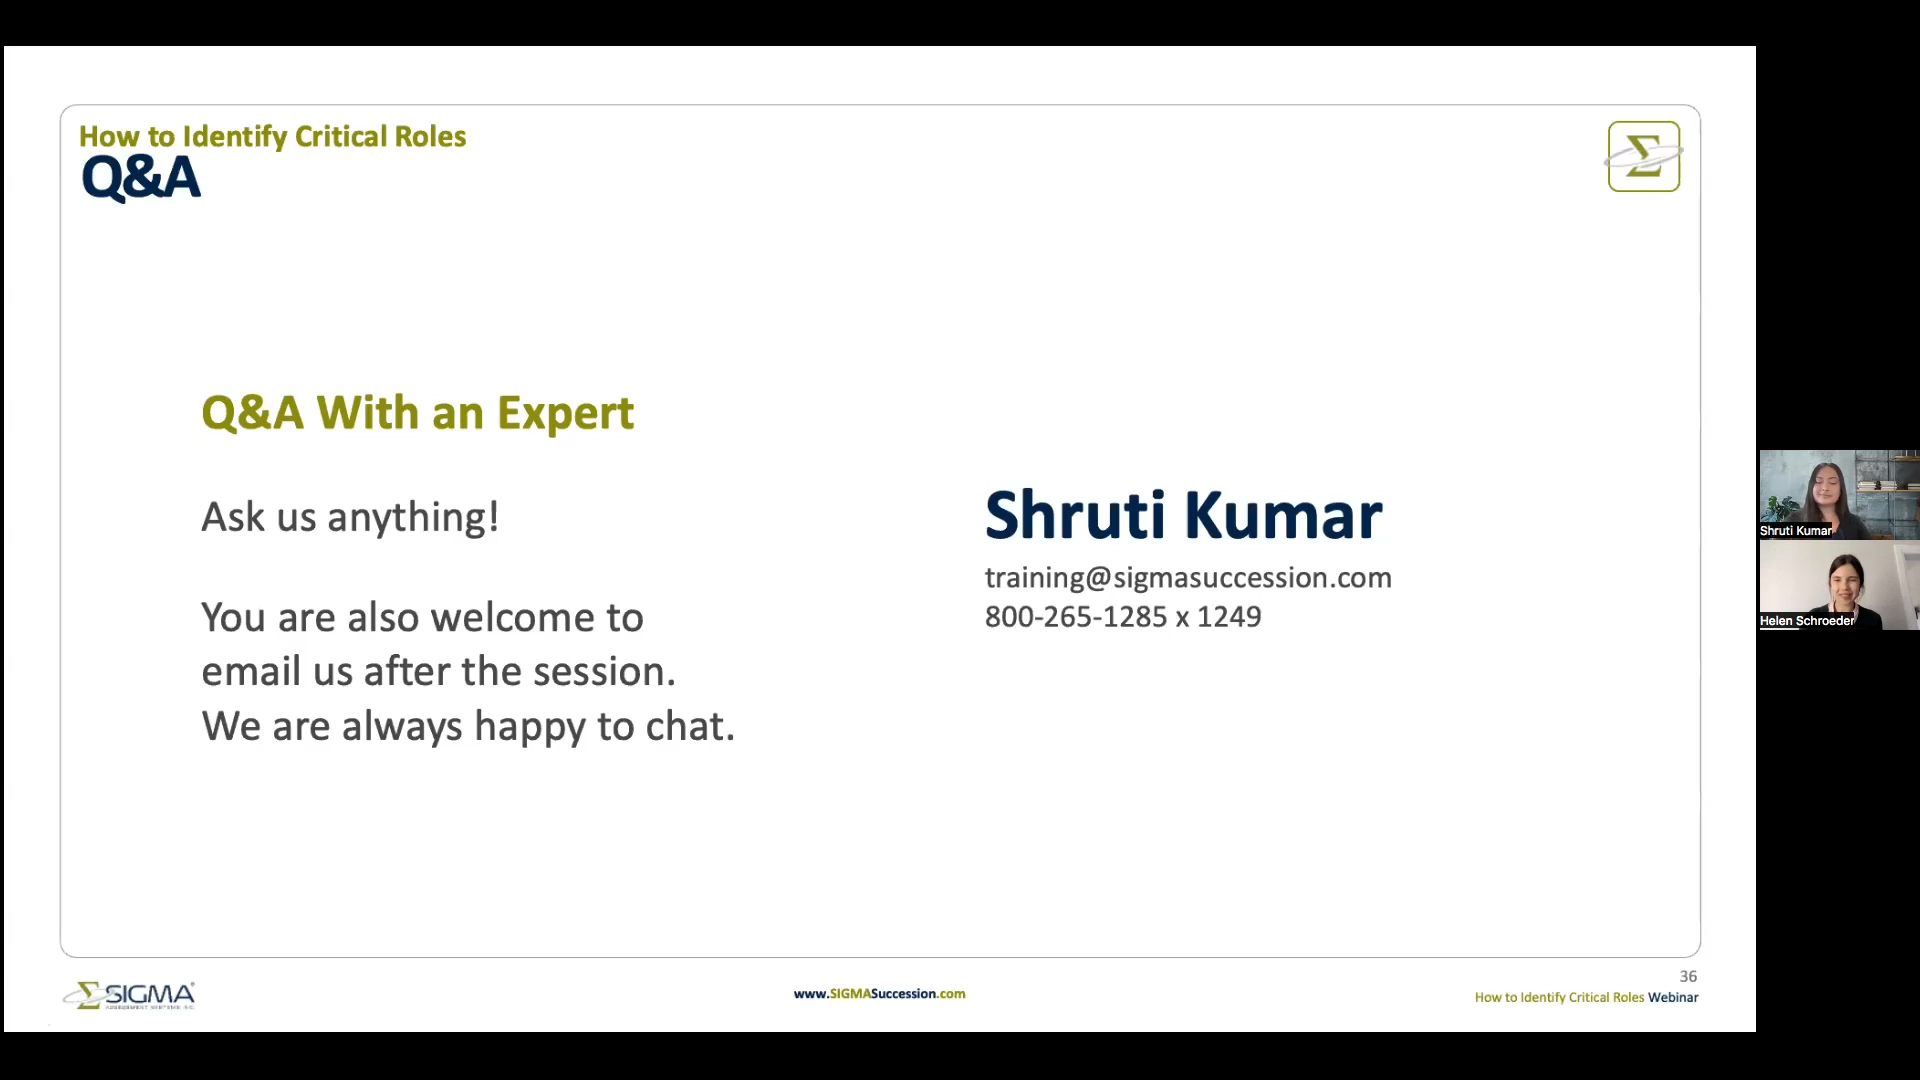 How to Identify Critical Roles
Q&A
Q&A With an Expert
Ask us anything!
You are also welcome to
email us after the session.
We are always happy to chat.
Shruti Kumar
training@sigmasuccession.com
800-265-1285 x 1249
Shruti Kumar
Helen Schroeder
SIGMA
www.SIGMASuccession.com
36
How to Identify Critical Roles Webinar